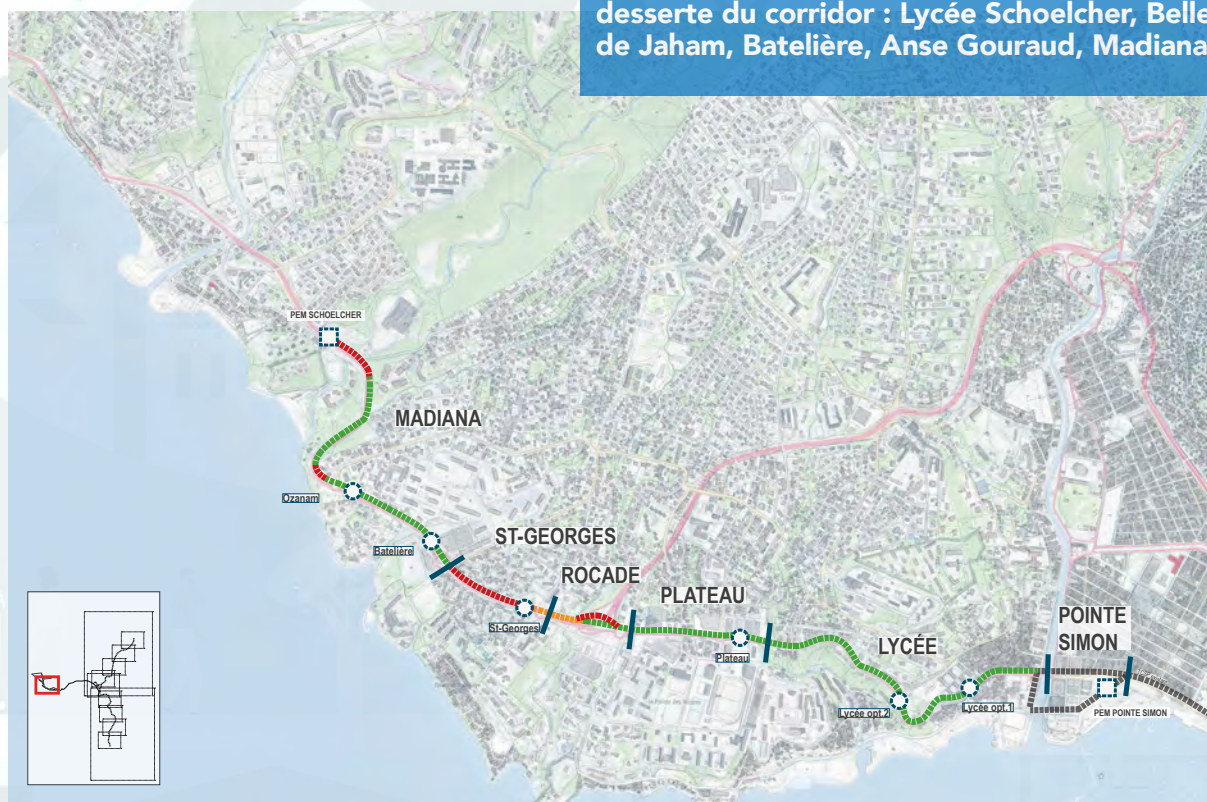 desserte du corridor : Lycée Schoelcher, Belle
de Jaham, Batelière, Anse Gouraud, Madiana
PEM SCHOELCHER
MADIANA
Ozanam
Batelière
ST-GEORGES
ROCADE
St-Georges
PLATEAU
Plateau
LYCÉE
Lycée opt.2
Lycée opt.1
POINTE
SIMON
PEM POINTE SIMON